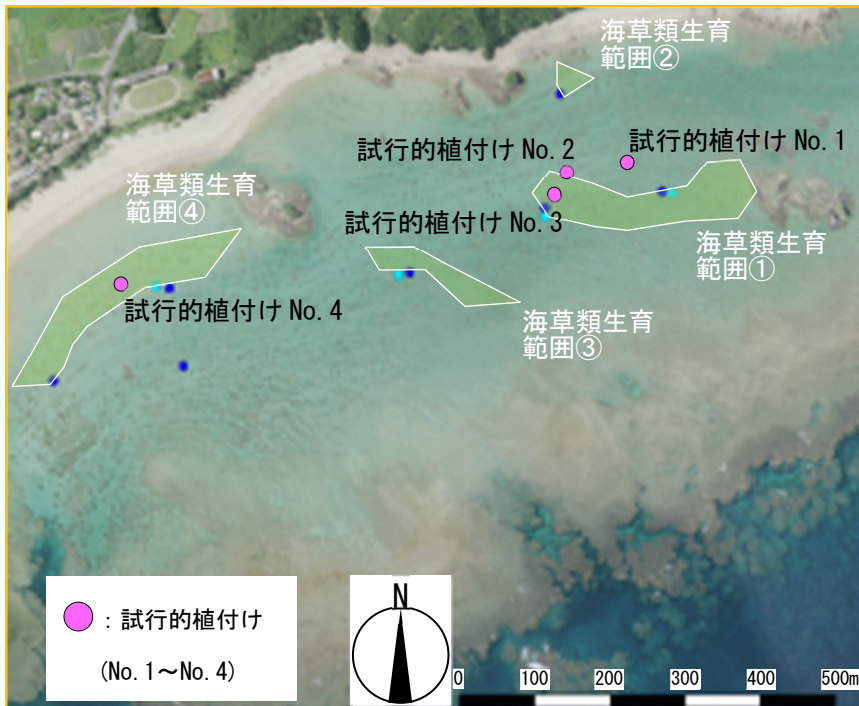 海草類生育
範囲②
試行的植付け No. 1
試行的植付け No. 2
海草類生育
範囲④
試行的植付け No. 3
海草類生育
範囲①
試行的植付け No. 4
海草類生育
範囲③
：試行的植付け
(No. 1～No. 4)
N
0 100 200 300 400 500m